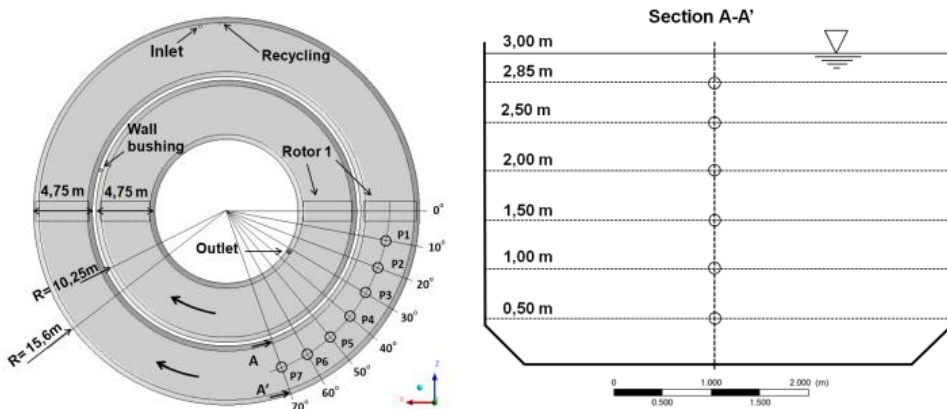 Section A-A’
Inlet
Recycling
Wall
bushing
Rotor 1
4,75 m
4,75 m
Outlet
R= 10,25m
R= 15,6m
0°
P1
10°
P2
20°
P3
30°
P4
40°
P5
50°
P6
60°
P7
70°
A
A’
3,00 m
2,85 m
2,50 m
2,00 m
1,50 m
1,00 m
0,50 m
0 1.000 2.000 (m)
0.500 1.500